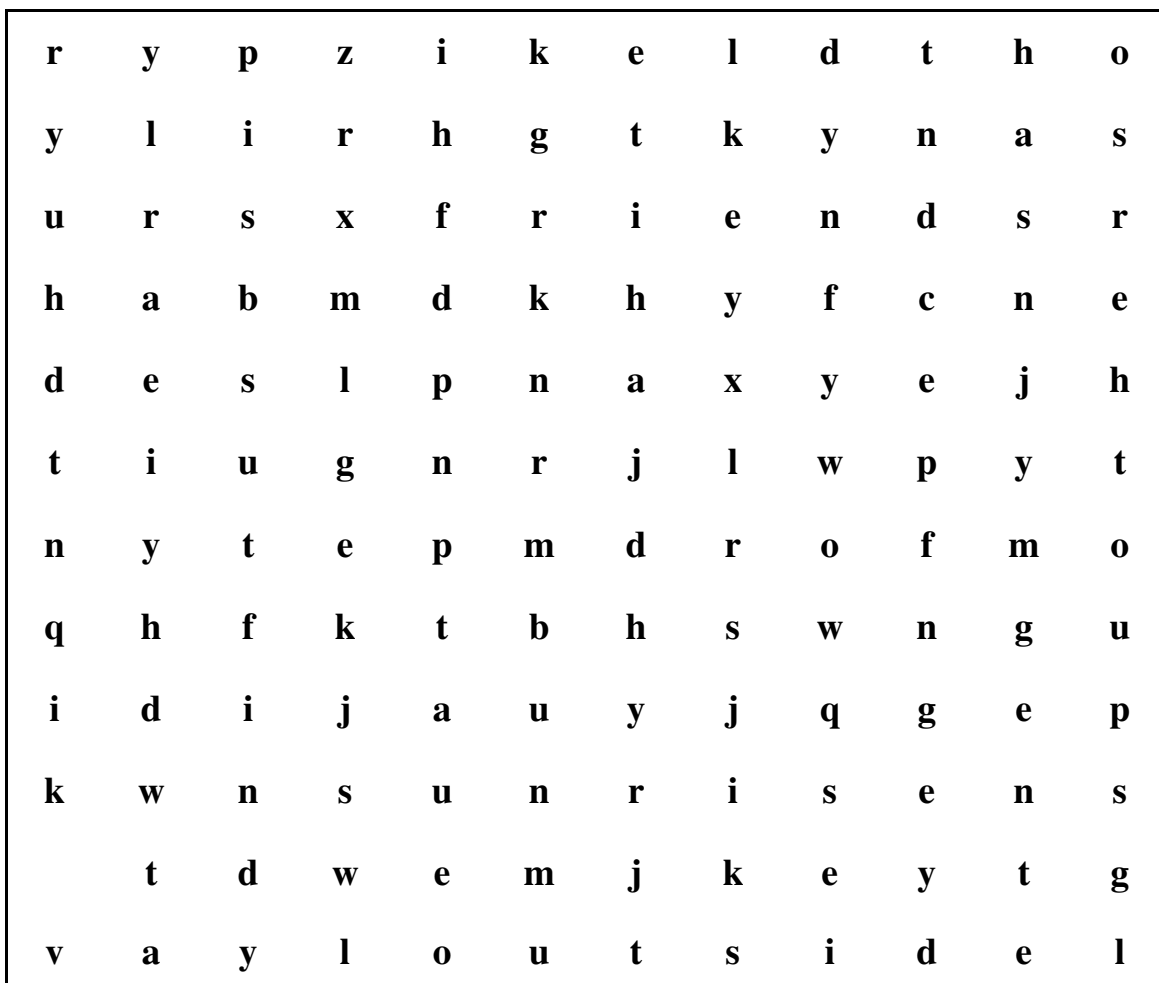 r y p z i k e l d t h o
y l i r h g t k y n a s
u r s x f r i e n d s r
h a b m d k h y f c n e
d e s l p n a x y e j h
t i u g n r j l w p y t
n y t e p m d r o f m o
q h f k t b h s w n g u
i d i j a u y j q g e p
k w n s u n r i s e n s
t d w e m j k e y t g
v a y l o u t s i d e l